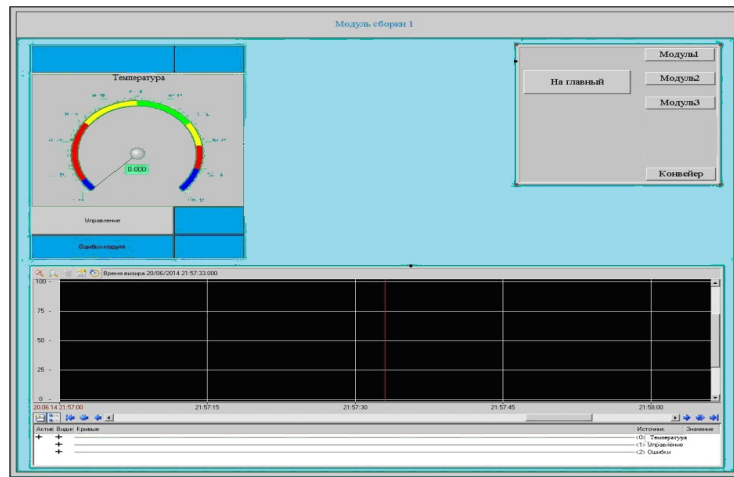 Модуль сборки 1
Температура
0.000
Управление
Ошибки модуля
На главный
Модуль1
Модуль2
Модуль3
Конвейер
Время визира 20/06/2014 21:57:33.000
100
75
50
25
0
20.06.14 21:57:00 21:57:15 21:57:30 21:57:45 21:58:00
Актив Види Кривые Источник Значение
<0> Температура
<1> Управление
<2> Ошибки